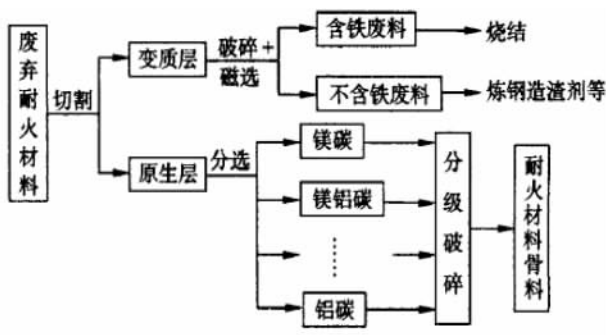 废弃耐火材料
切割
变质层
破碎+
磁选
含铁废料
烧结
不含铁废料
炼钢造渣剂等
原生层
分选
镁碳
镁铝碳
……
铝碳
分级破碎
耐火材料骨料